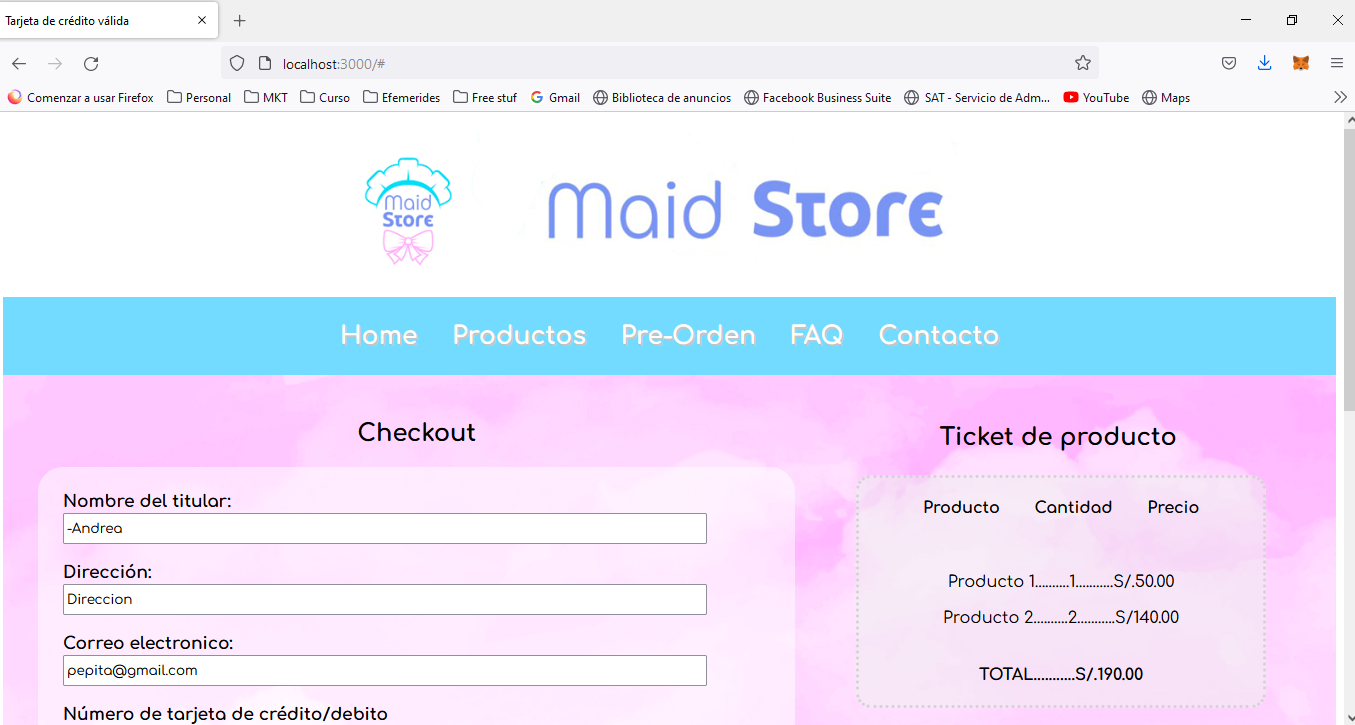 Tarjeta de crédito válida
localhost:3000/#
Comenzar a usar Firefox Personal MKT Curso Efemerides Free stuf Gmail Biblioteca de anuncios Facebook Business Suite SAT - Servicio de Adm... YouTube Maps
Maid
Store
Maid Store
Home Productos Pre-Orden FAQ Contacto
Checkout
Nombre del titular:
-Andrea
Dirección:
Direccion
Correo electronico:
pepita@gmail.com
Número de tarjeta de crédito/debito
Ticket de producto
Producto Cantidad Precio
Producto 1..........1...........S/.50.00
Producto 2..........2...........S/140.00
TOTAL...........S/.190.00